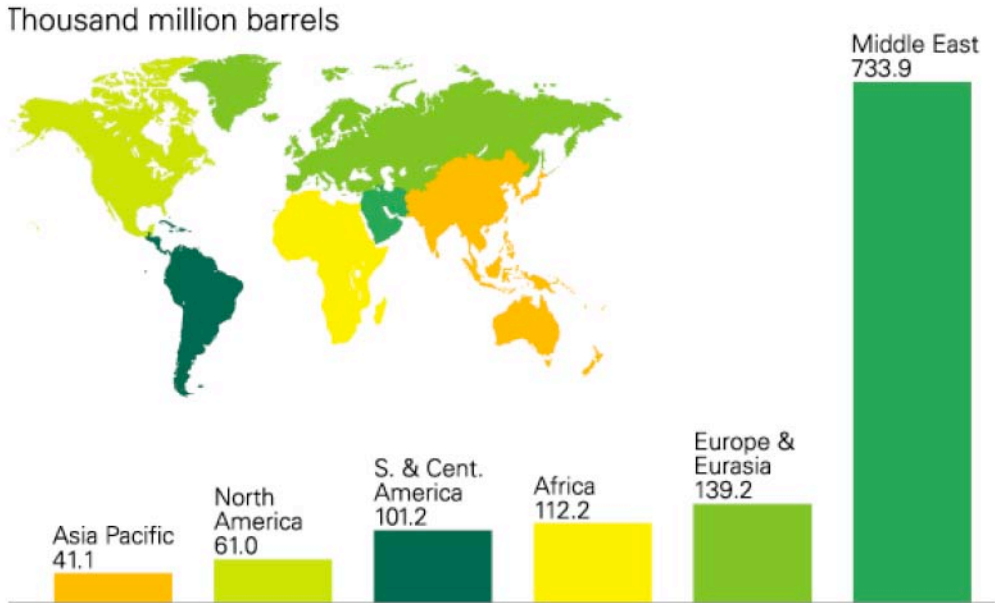 Thousand million barrels
Middle East
733.9
Europe &
Eurasia
139.2
S. & Cent.
America
101.2
Africa
112.2
North
America
61.0
Asia Pacific
41.1